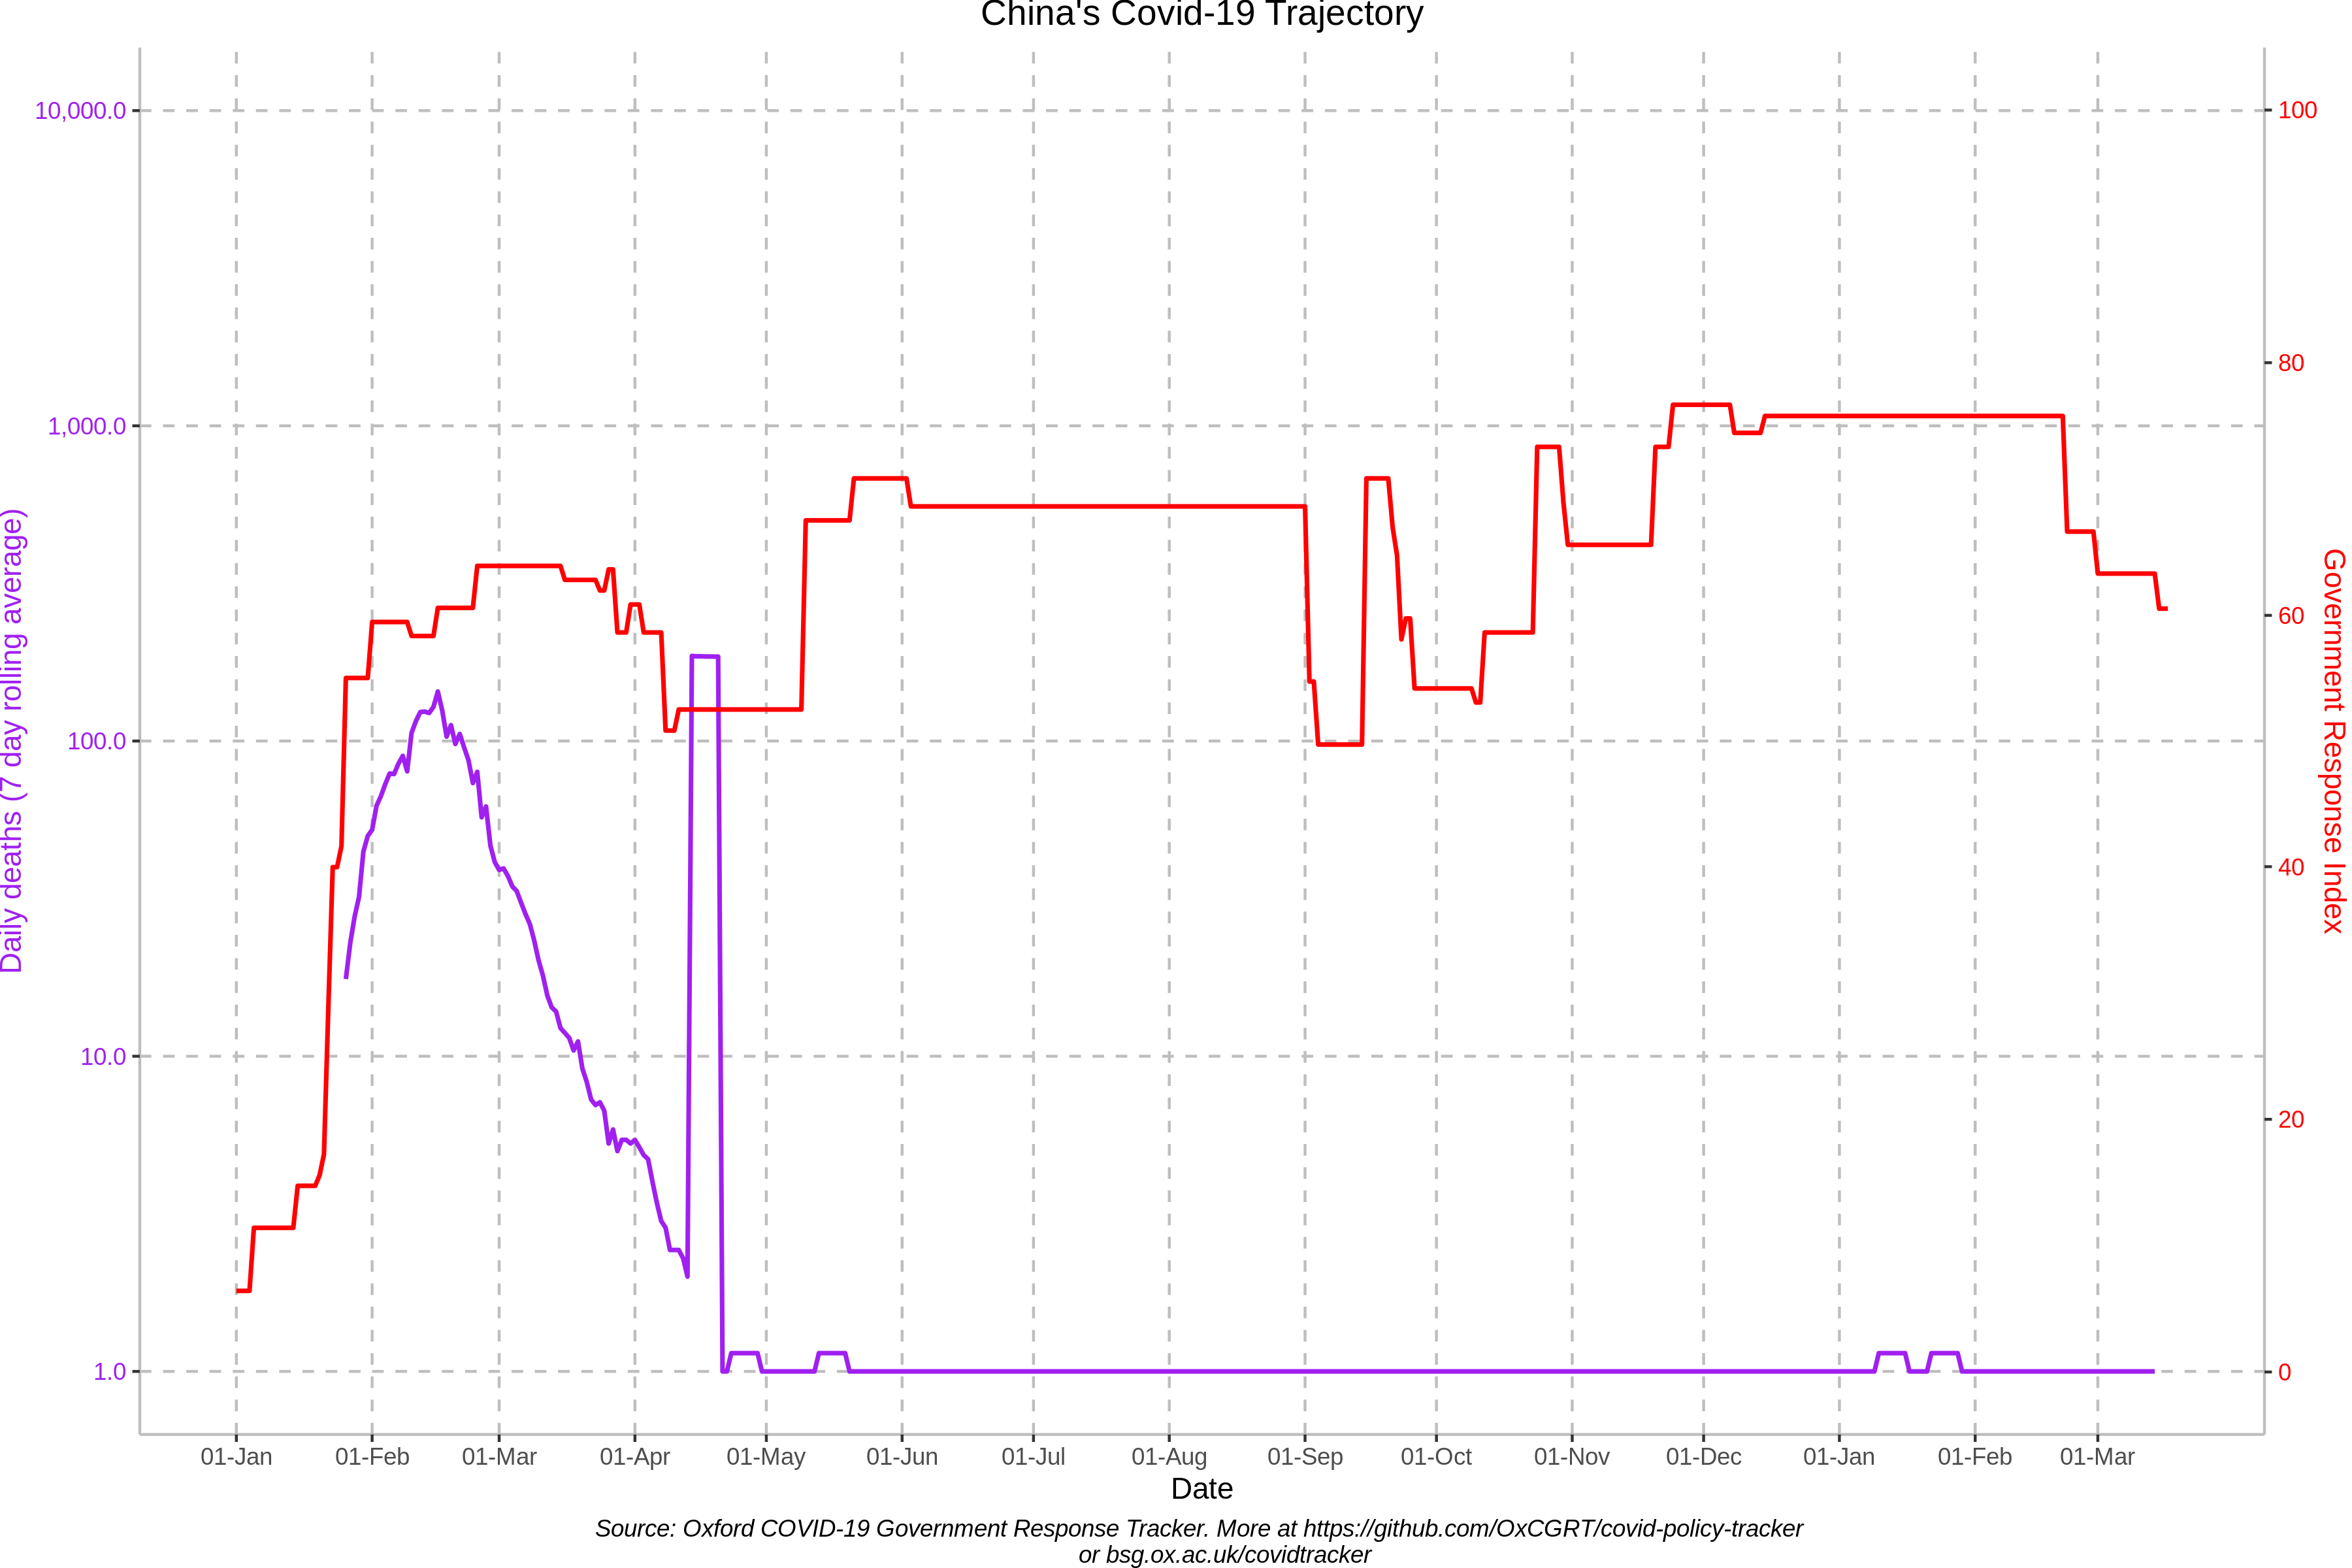 China's Covid-19 Trajectory
10,000.0
1,000.0
100.0
10.0
1.0
Daily deaths (7 day rolling average)
100
80
60
40
20
0
Government Response Index
01-Jan 01-Feb 01-Mar 01-Apr 01-May 01-Jun 01-Jul 01-Aug 01-Sep 01-Oct 01-Nov 01-Dec 01-Jan 01-Feb 01-Mar
Date
Source: Oxford COVID-19 Government Response Tracker. More at https://github.com/OxCGRT/covid-policy-tracker
or bsg.ox.ac.uk/covidtracker